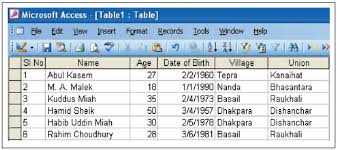 Microsoft Access - [Table1 : Table]
File Edit View Insert Format Records Tools Window Help
Sl No Name Age Date of Birth Village Union
1 Abul Kasem 27 2/2/1960 Tepra Kanaihat
2 M. A. Malek 18 1/1/1990 Nanda Bhasantara
3 Kuddus Miah 35 2/4/1973 Basail Raukhali
4 Hamid Sheik 50 3/4/1957 Dhakpara Dishanchar
5 Habib Uddin Miah 30 2/5/1978 Dhakpara Dishanchar
6 Rahim Choudhury 28 3/6/1981 Basail Raukhali